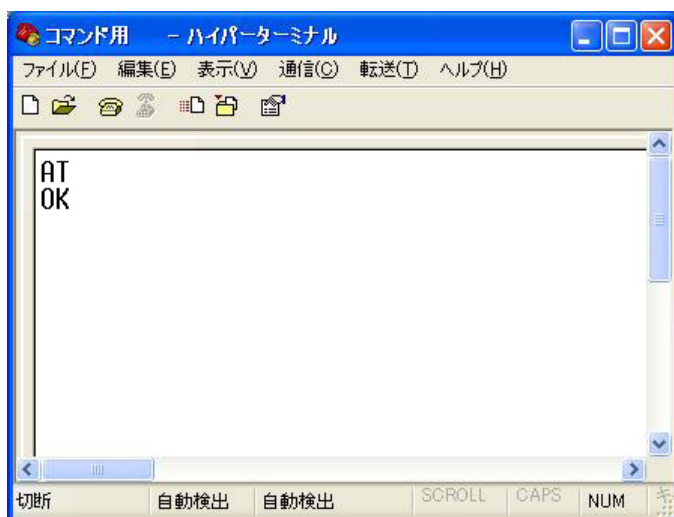 コマンド用 - ハイパーターミナル
ファイル(F) 編集(E) 表示(V) 通信(C) 転送(T) ヘルプ(H)
AT
OK
切断 自動検出 自動検出 SCROLL CAPS NUM キ